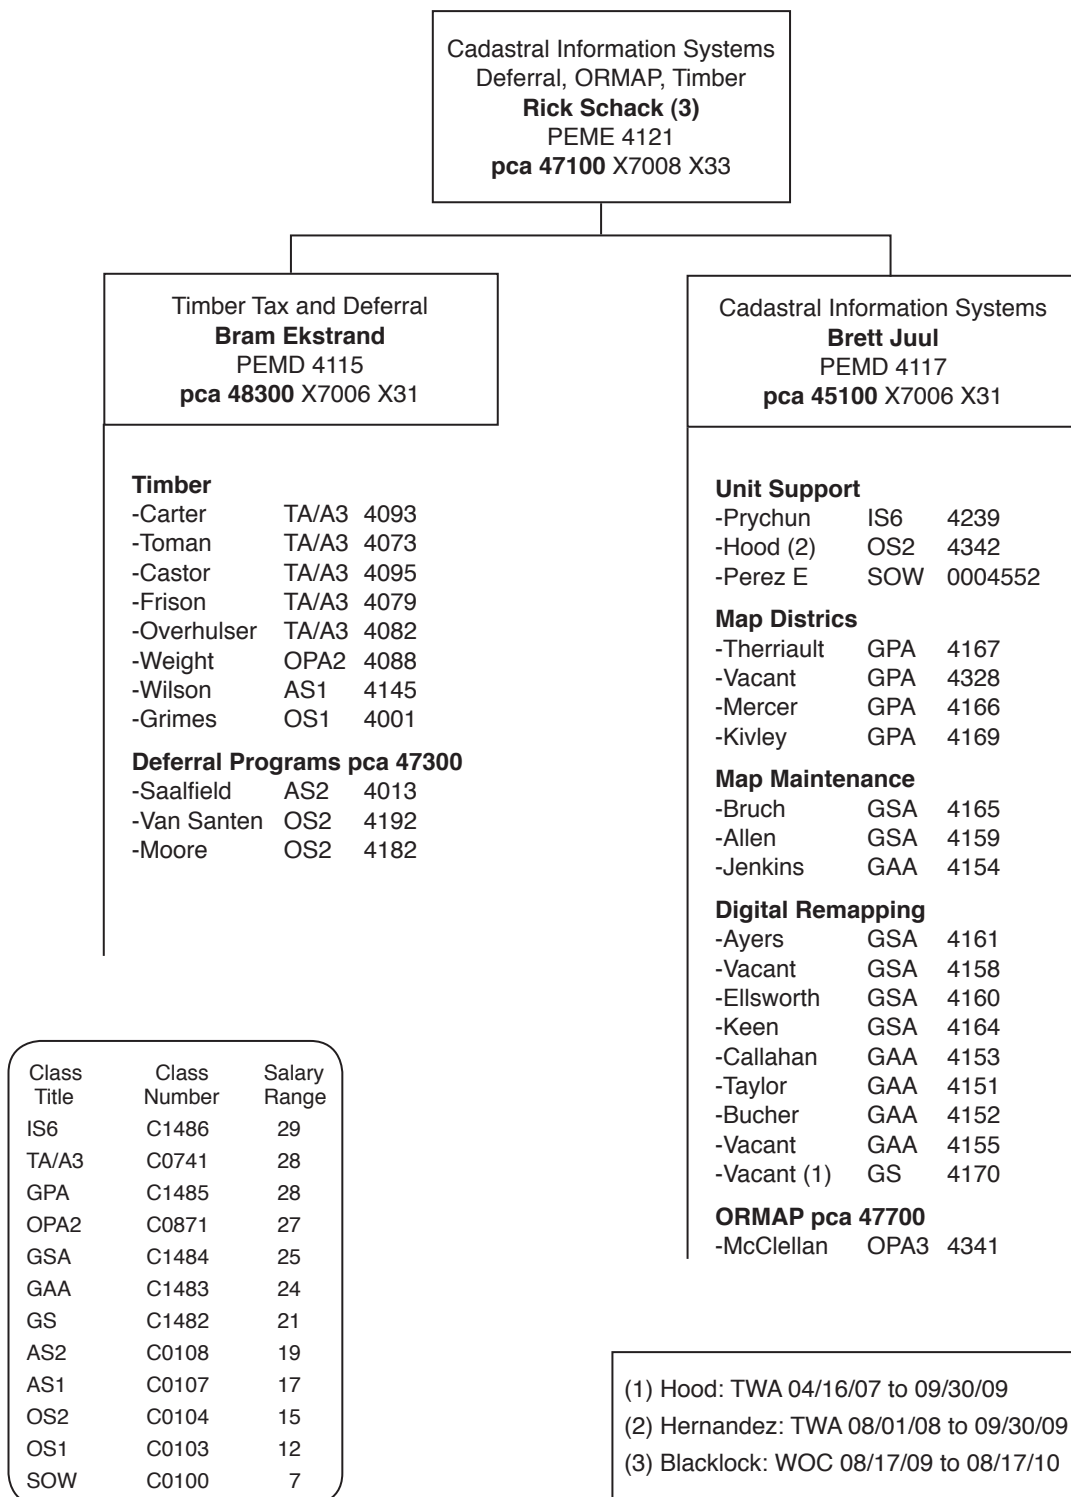 Cadastral Information Systems
Deferral, ORMAP, Timber
Rick Schack (3)
PEME 4121
pca 47100 X7008 X33
Timber Tax and Deferral
Bram Ekstrand
PEMD 4115
pca 48300 X7006 X31
Timber
-Carter TA/A3 4093
-Toman TA/A3 4073
-Castor TA/A3 4095
-Frison TA/A3 4079
-Overhulser TA/A3 4082
-Weight OPA2 4088
-Wilson AS1 4145
-Grimes OS1 4001
Deferral Programs pca 47300
-Saalfield AS2 4013
-Van Santen OS2 4192
-Moore OS2 4182
Cadastral Information Systems
Brett Juul
PEMD 4117
pca 45100 X7006 X31
Unit Support
-Prychun IS6 4239
-Hood (2) OS2 4342
-Perez E SOW 0004552
Map Districs
-Therriault GPA 4167
-Vacant GPA 4328
-Mercer GPA 4166
-Kivley GPA 4169
Map Maintenance
-Bruch GSA 4165
-Allen GSA 4159
-Jenkins GAA 4154
Digital Remapping
-Ayers GSA 4161
-Vacant GSA 4158
-Ellsworth GSA 4160
-Keen GSA 4164
-Callahan GAA 4153
-Taylor GAA 4151
-Bucher GAA 4152
-Vacant GAA 4155
-Vacant (1) GS 4170
ORMAP pca 47700
-McClellan OPA3 4341
Class Class Salary
Title Number Range
IS6 C1486 29
TA/A3 C0741 28
GPA C1485 28
OPA2 C0871 27
GSA C1484 25
GAA C1483 24
GS C1482 21
AS2 C0108 19
AS1 C0107 17
OS2 C0104 15
OS1 C0103 12
SOW C0100 7
(1) Hood: TWA 04/16/07 to 09/30/09
(2) Hernandez: TWA 08/01/08 to 09/30/09
(3) Blacklock: WOC 08/17/09 to 08/17/10